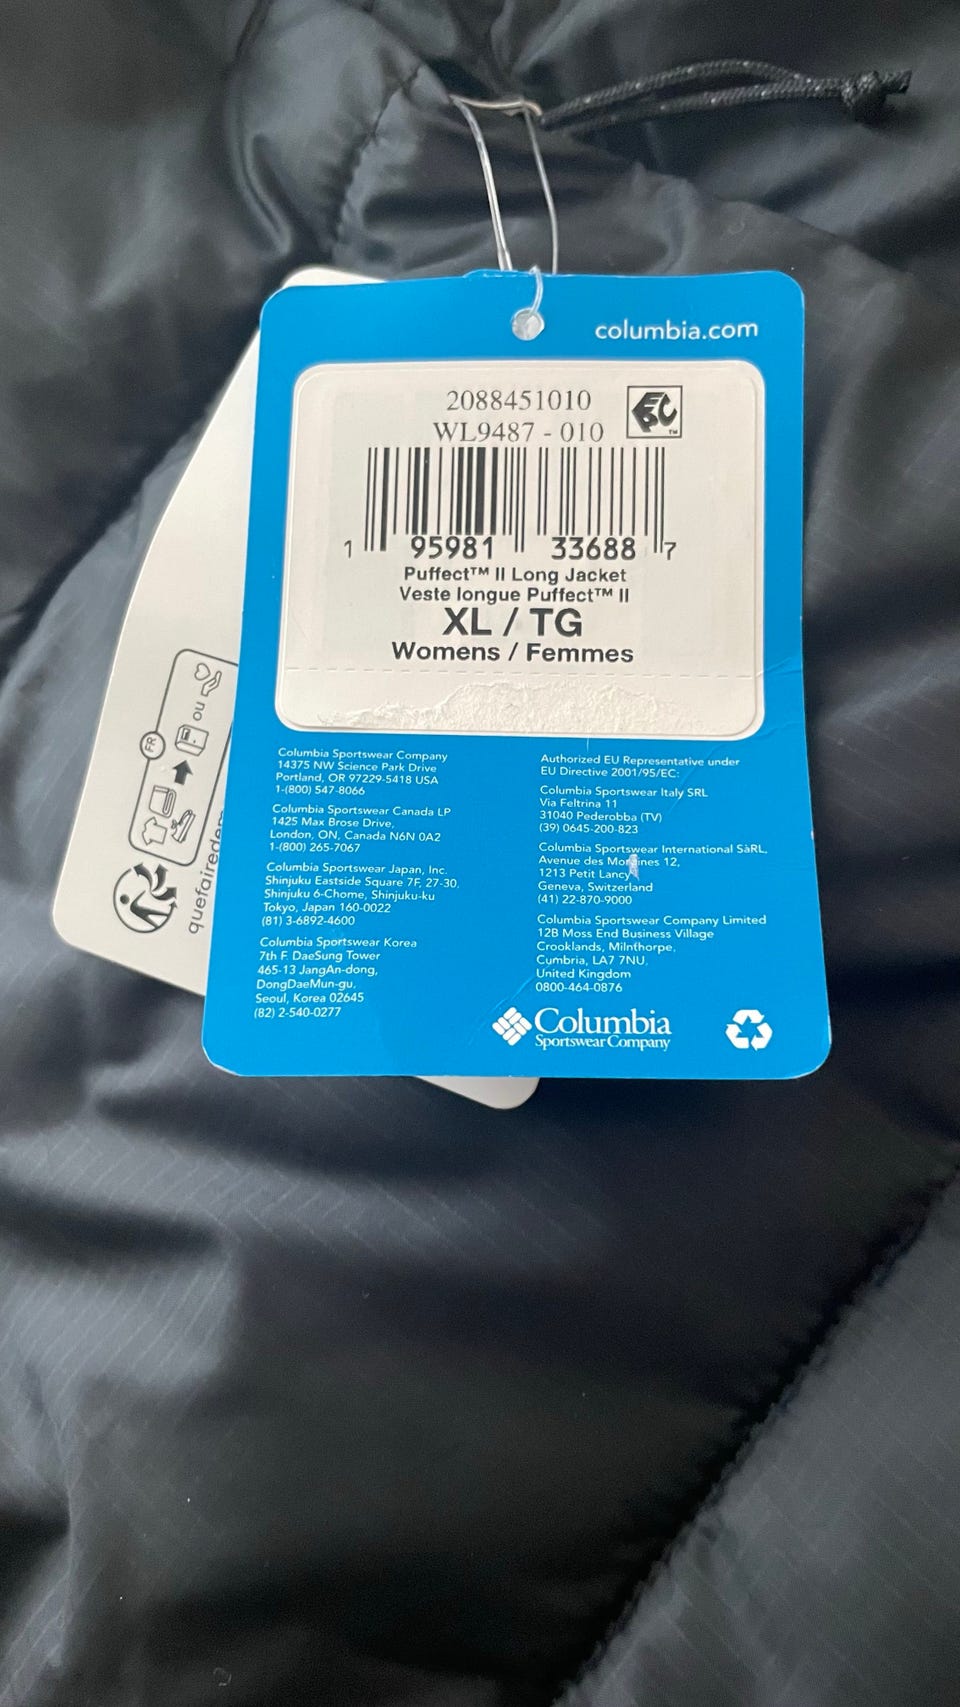 columbia.com
2088451010
WL9487 - 010
EPC
TM
1 95981 33688 7
Puffect™ II Long Jacket
Veste longue Puffect™ II
XL / TG
Womens / Femmes
Columbia Sportswear Company
14375 NW Science Park Drive
Portland, OR 97229-5418 USA
1-(800) 547-8066
Columbia Sportswear Canada LP
1425 Max Brose Drive,
London, ON, Canada N6N 0A2
1-(800) 265-7067
Columbia Sportswear Japan, Inc.
Shinjuku Eastside Square 7F, 27-30,
Shinjuku 6-Chome, Shinjuku-ku
Tokyo, Japan 160-0022
(81) 3-6892-4600
Columbia Sportswear Korea
7th F. DaeSung Tower
465-13 JangAn-dong,
DongDaeMun-gu,
Seoul, Korea 02645
(82) 2-540-0277
Authorized EU Representative under
EU Directive 2001/95/EC:
Columbia Sportswear Italy SRL
Via Feltrina 11
31040 Pederobba (TV)
(39) 0645-200-823
Columbia Sportswear International SàRL,
Avenue des Morgines 12,
1213 Petit Lancy
Geneva, Switzerland
(41) 22-870-9000
Columbia Sportswear Company Limited
12B Moss End Business Village
Crooklands, Milnthorpe,
Cumbria, LA7 7NU,
United Kingdom
0800-464-0876
Columbia
Sportswear Company
FR
ou
quefairedem